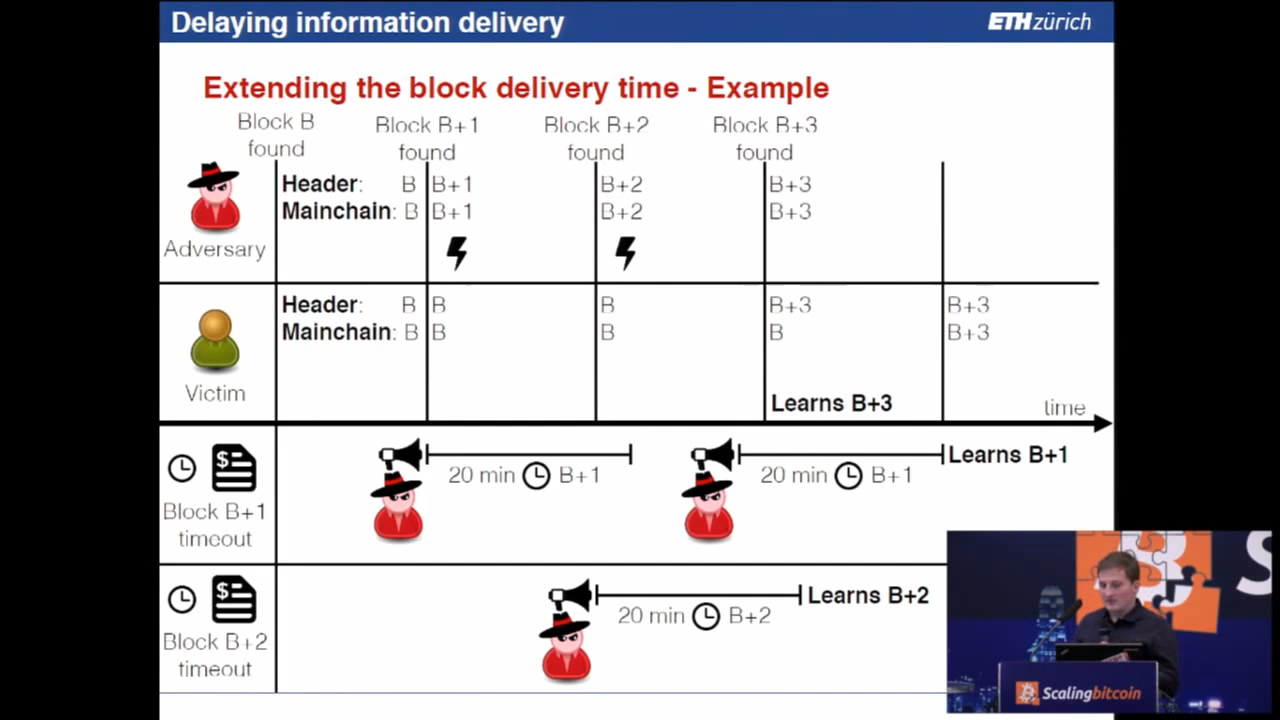 Delaying information delivery
ETH zürich
Extending the block delivery time - Example
Block B found
Block B+1 found
Block B+2 found
Block B+3 found
Header: B B+1 B+2 B+3
Mainchain: B B+1 B+2 B+3
Adversary
Header: B B B B+3 B+3
Mainchain: B B B B B+3
Victim
Learns B+3
time
20 min B+1
20 min B+1
Learns B+1
$
Block B+1
timeout
20 min B+2
Learns B+2
$
Block B+2
timeout
B S
B Scalingbitcoin